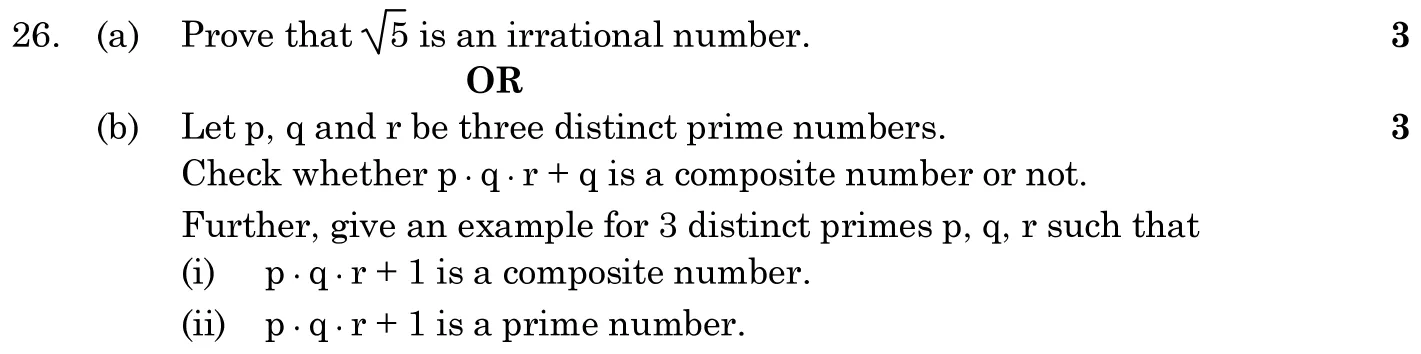 26. (a) Prove that √5 is an irrational number. 3
OR
(b) Let p, q and r be three distinct prime numbers. 3
Check whether p · q · r + q is a composite number or not.
Further, give an example for 3 distinct primes p, q, r such that
(i) p · q · r + 1 is a composite number.
(ii) p · q · r + 1 is a prime number.